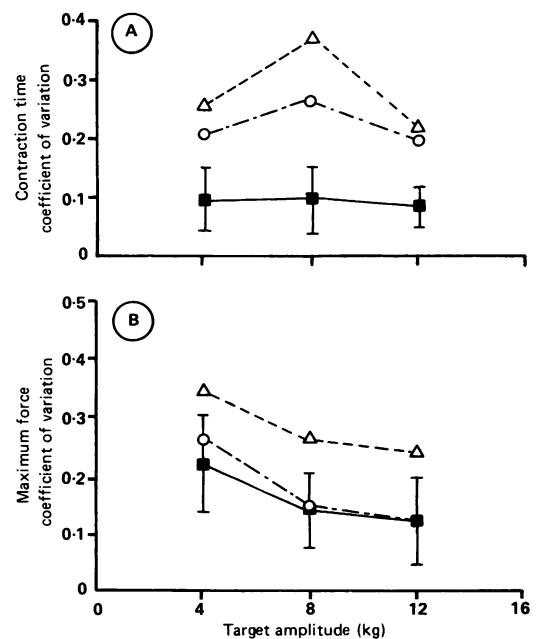 A
0·4
0·3
0·2
0·1
0
Contraction time
coefficient of variation
B
0·5
0·4
0·3
0·2
0·1
0
Maximum force
coefficient of variation
0 4 8 12 16
Target amplitude (kg)